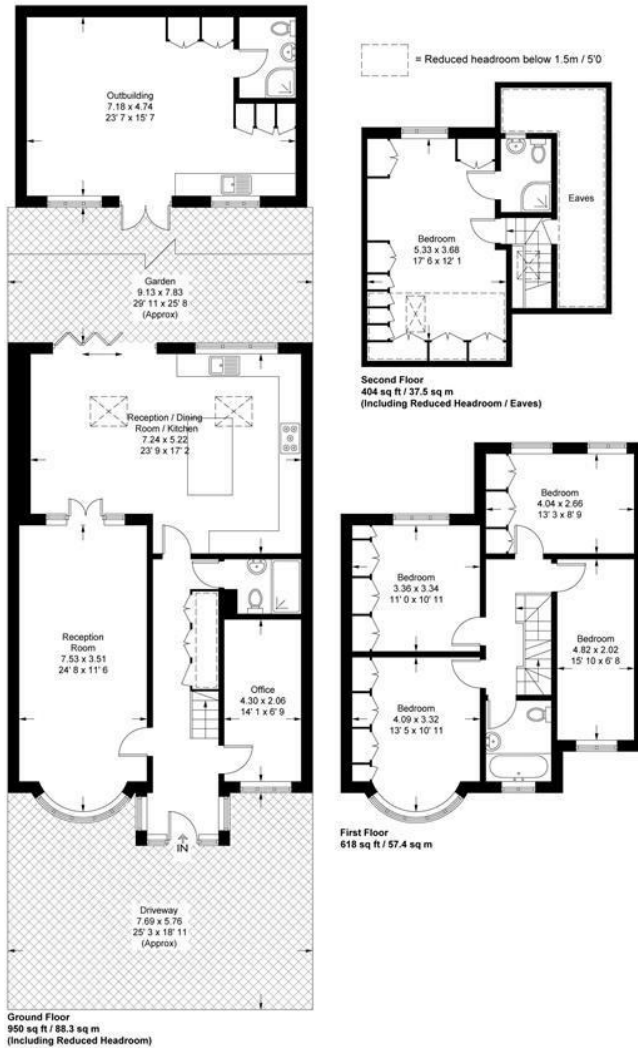 Outbuilding
7.18 x 4.74
23' 7 x 15' 7
Garden
9.13 x 7.83
29' 11 x 25' 8
(Approx)
Reception / Dining
Room / Kitchen
7.24 x 5.22
23' 9 x 17' 2
Reception
Room
7.53 x 3.51
24' 8 x 11' 6
Office
4.30 x 2.06
14' 1 x 6' 9
IN
Driveway
7.69 x 5.76
25' 3 x 18' 11
(Approx)
Ground Floor
950 sq ft / 88.3 sq m
(Including Reduced Headroom)
= Reduced headroom below 1.5m / 5'0
Bedroom
5.33 x 3.68
17' 6 x 12' 1
Eaves
Second Floor
404 sq ft / 37.5 sq m
(Including Reduced Headroom / Eaves)
Bedroom
4.04 x 2.66
13' 3 x 8' 9
Bedroom
3.36 x 3.34
11' 0 x 10' 11
Bedroom
4.82 x 2.02
15' 10 x 6' 8
Bedroom
4.09 x 3.32
13' 5 x 10' 11
First Floor
618 sq ft / 57.4 sq m